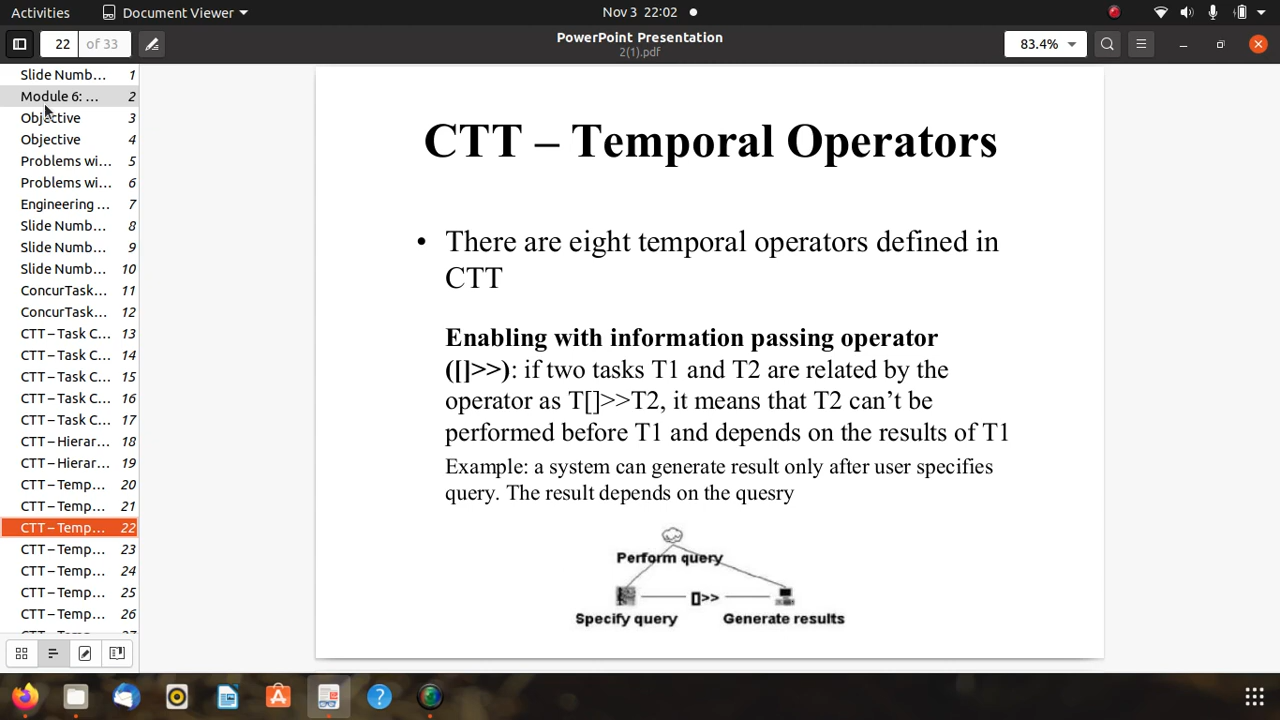 Activities
Document Viewer
Nov 3 22:02
22 of 33
PowerPoint Presentation
2(1).pdf
83.4%
Slide Numb… 1
Module 6: … 2
Objective 3
Objective 4
Problems wi… 5
Problems wi… 6
Engineering … 7
Slide Numb… 8
Slide Numb… 9
Slide Numb… 10
ConcurTask… 11
ConcurTask… 12
CTT – Task C… 13
CTT – Task C… 14
CTT – Task C… 15
CTT – Task C… 16
CTT – Task C… 17
CTT – Hierar… 18
CTT – Hierar… 19
CTT – Temp… 20
CTT – Temp… 21
CTT – Temp… 22
CTT – Temp… 23
CTT – Temp… 24
CTT – Temp… 25
CTT – Temp… 26
CTT – Temporal Operators
• There are eight temporal operators defined in
CTT
Enabling with information passing operator
([]>>): if two tasks T1 and T2 are related by the
operator as T[]>>T2, it means that T2 can’t be
performed before T1 and depends on the results of T1
Example: a system can generate result only after user specifies
query. The result depends on the quesry
Perform query
[]>>
Specify query Generate results